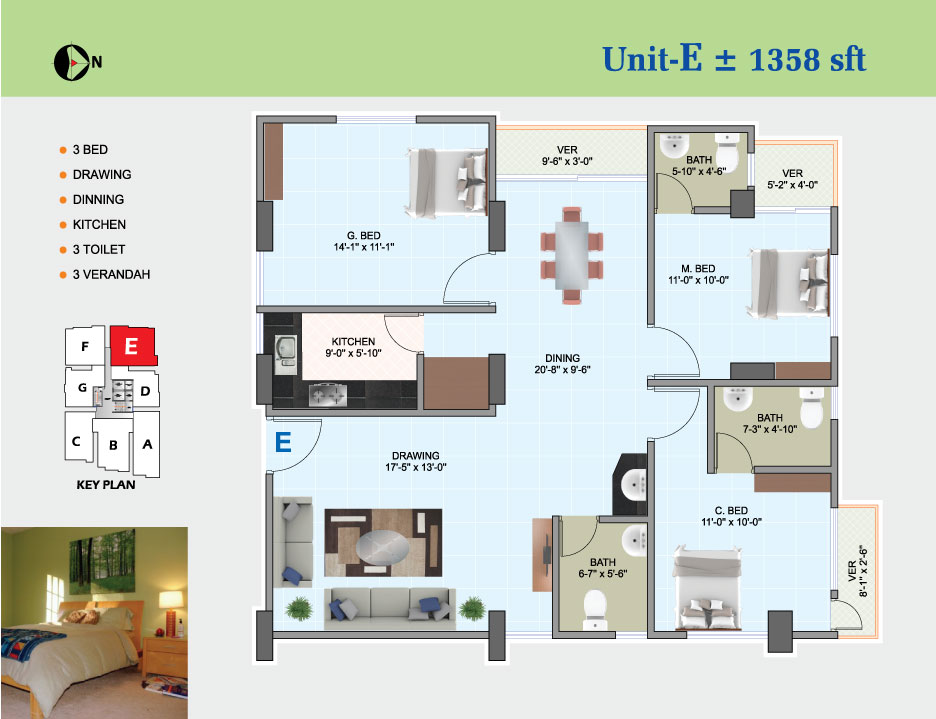 N
Unit-E ± 1358 sft
3 BED
DRAWING
DINNING
KITCHEN
3 TOILET
3 VERANDAH
F
E
G
D
C
B
A
KEY PLAN
VER
9'-6" x 3'-0"
BATH
5-10" x 4'-6"
VER
5'-2" x 4'-0"
G. BED
14'-1" x 11'-1"
M. BED
11'-0" x 10'-0"
KITCHEN
9'-0" x 5'-10"
DINING
20'-8" x 9'-6"
E
BATH
7-3" x 4'-10"
DRAWING
17'-5" x 13'-0"
C. BED
11'-0" x 10'-0"
BATH
6-7" x 5'-6"
VER
8'-1" x 2'-6"